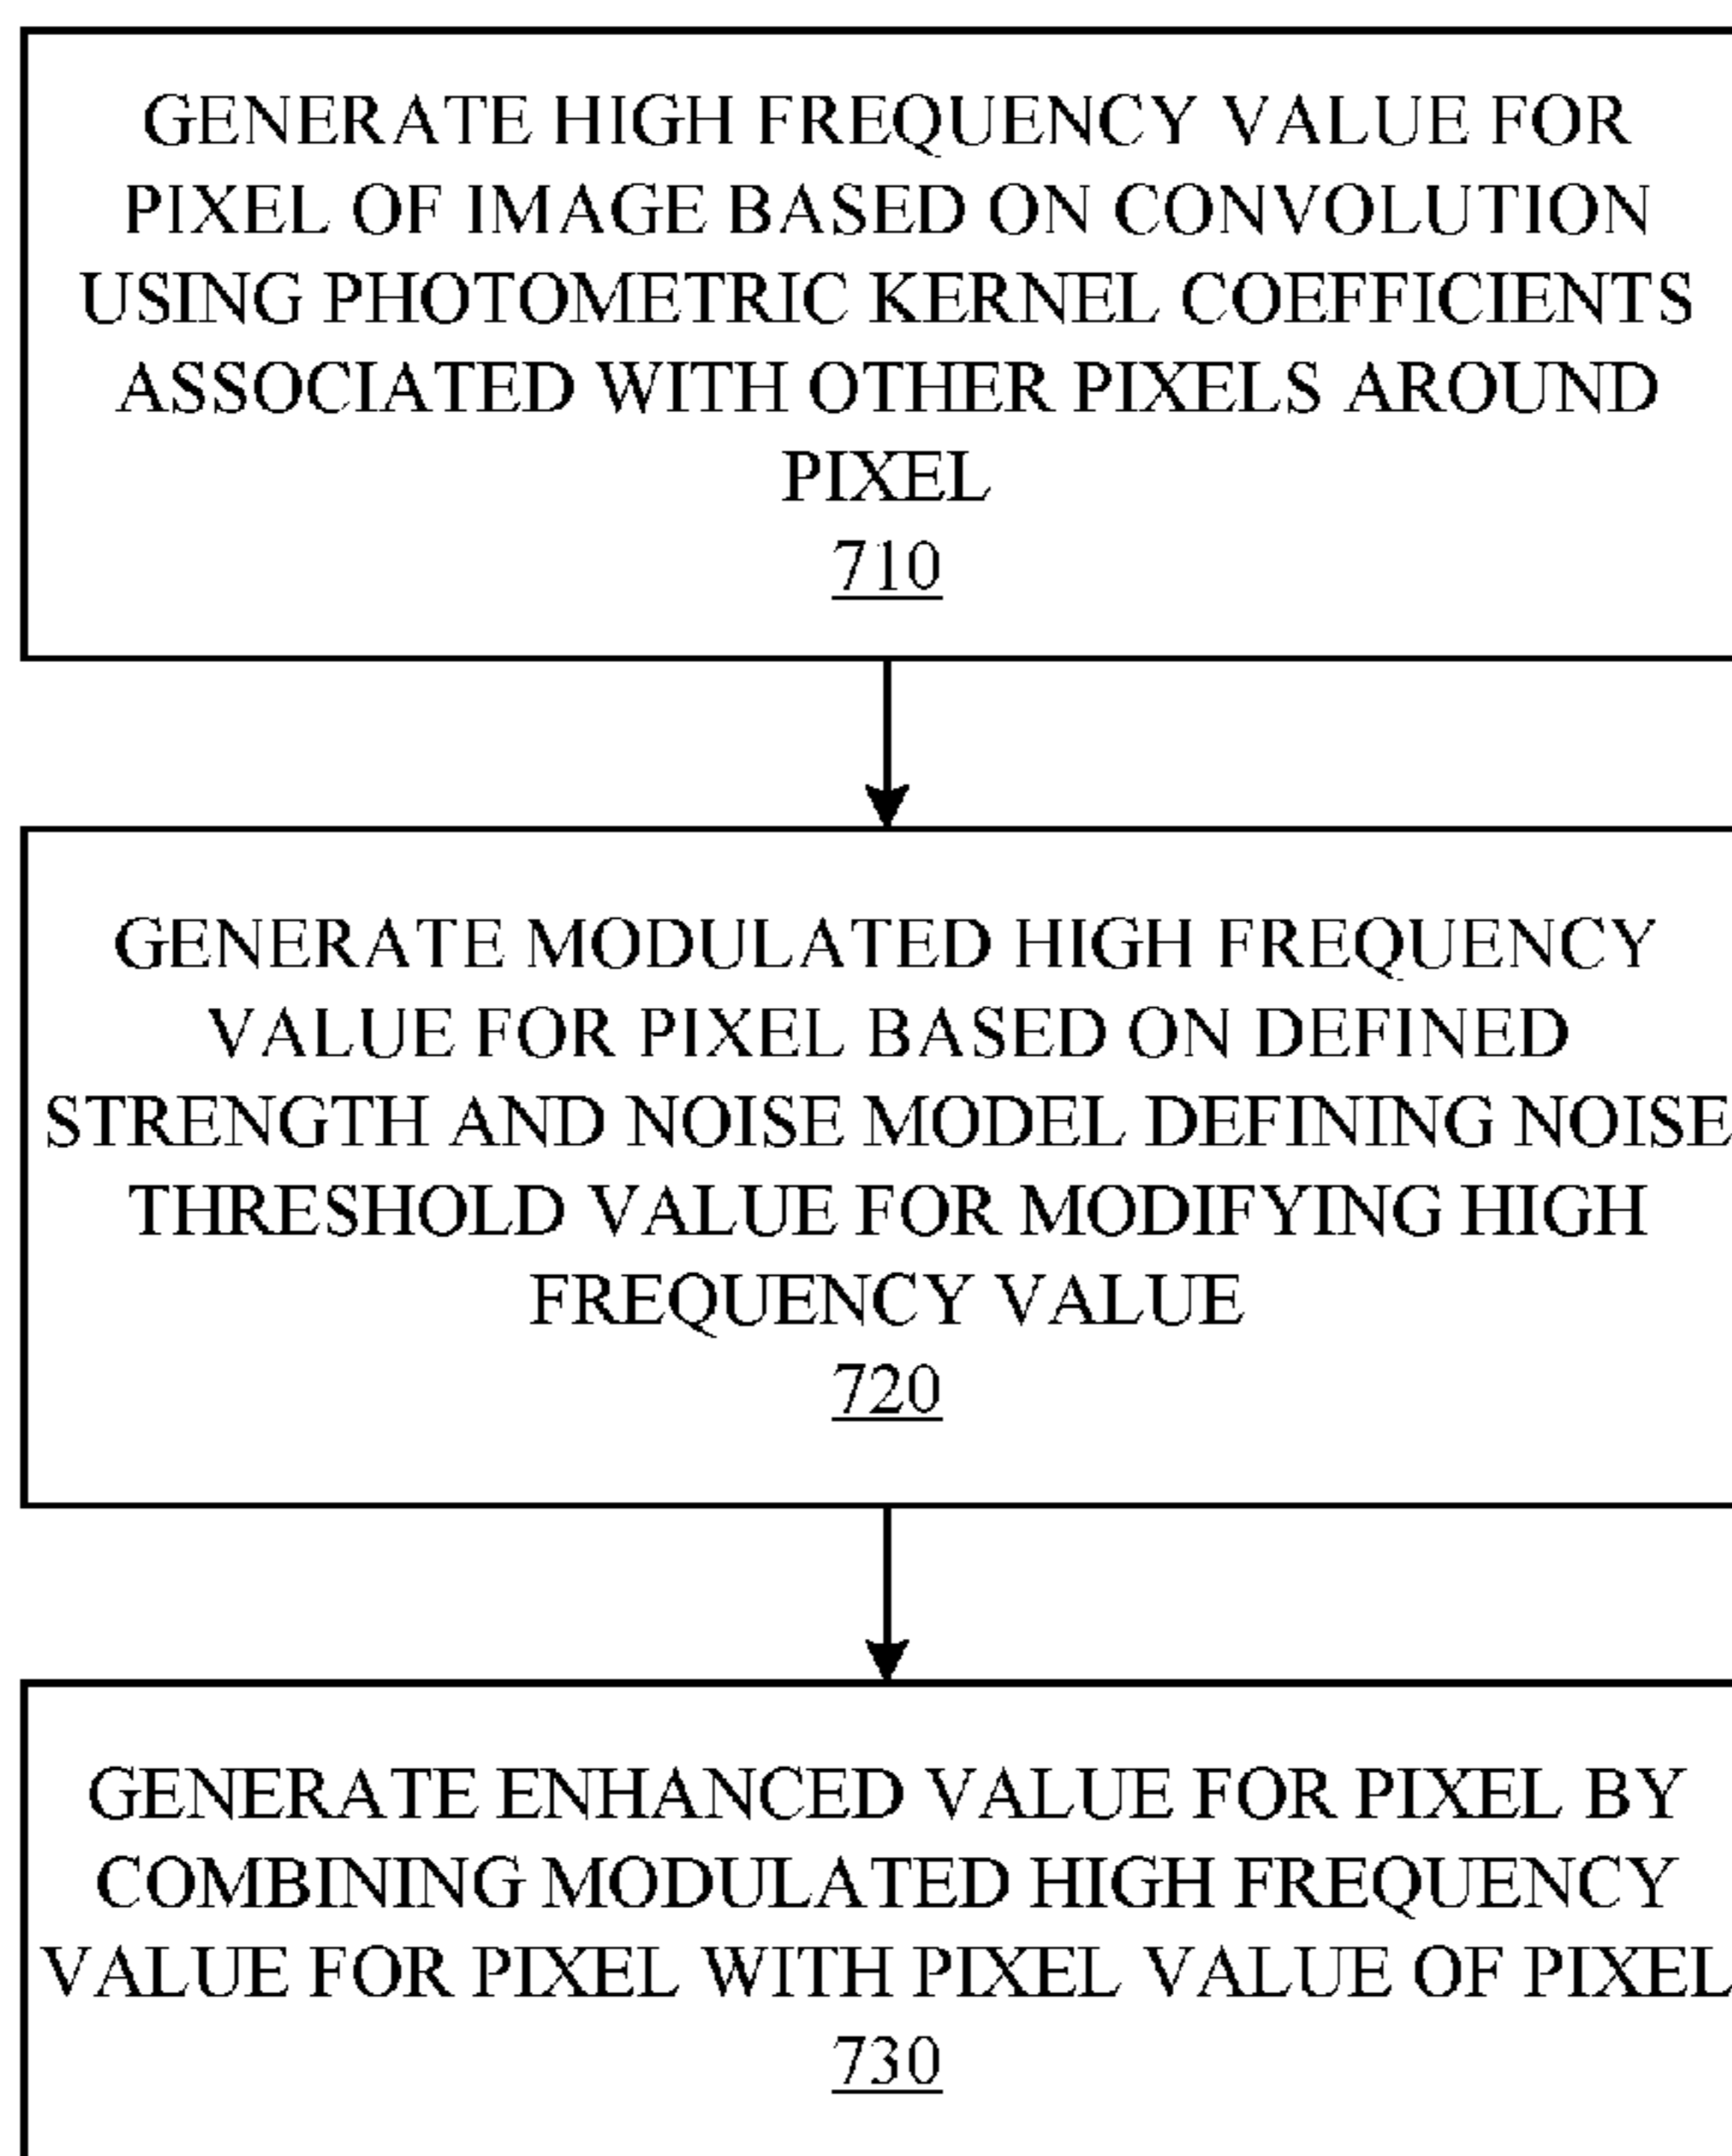 GENERATE HIGH FREQUENCY VALUE FOR
PIXEL OF IMAGE BASED ON CONVOLUTION
USING PHOTOMETRIC KERNEL COEFFICIENTS
ASSOCIATED WITH OTHER PIXELS AROUND
PIXEL
710
GENERATE MODULATED HIGH FREQUENCY
VALUE FOR PIXEL BASED ON DEFINED
STRENGTH AND NOISE MODEL DEFINING NOISE
THRESHOLD VALUE FOR MODIFYING HIGH
FREQUENCY VALUE
720
GENERATE ENHANCED VALUE FOR PIXEL BY
COMBINING MODULATED HIGH FREQUENCY
VALUE FOR PIXEL WITH PIXEL VALUE OF PIXEL
730